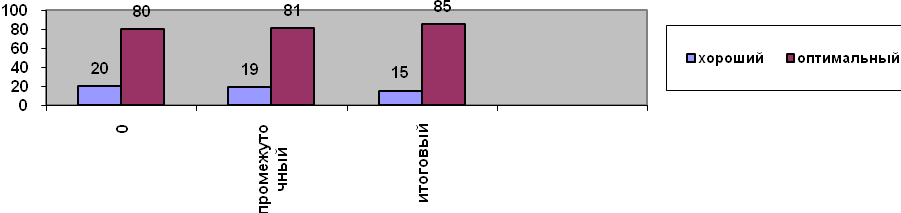 100
80
60
40
20
0
20
80
19
81
15
85
0
промежуто
чный
итоговый
хороший
оптимальный